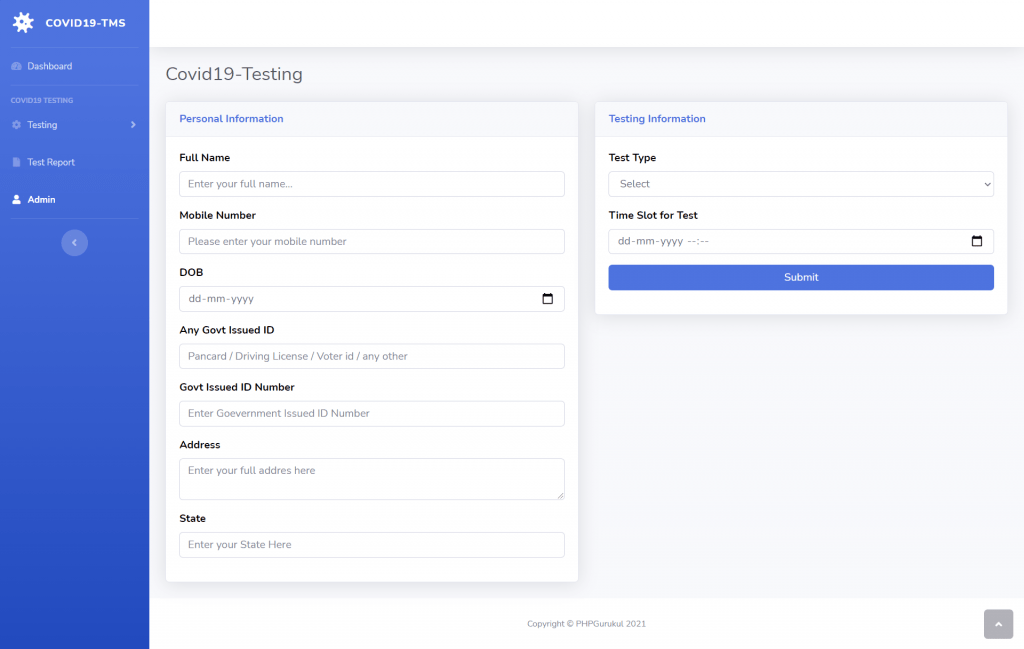 COVID19-TMS
Dashboard
COVID19 TESTING
Testing
Test Report
Admin
Covid19-Testing
Personal Information
Full Name
Enter your full name...
Mobile Number
Please enter your mobile number
DOB
dd-mm-yyyy
Any Govt Issued ID
Pancard / Driving License / Voter id / any other
Govt Issued ID Number
Enter Goevernment Issued ID Number
Address
Enter your full addres here
State
Enter your State Here
Testing Information
Test Type
Select
Time Slot for Test
dd-mm-yyyy --:--
Submit
Copyright © PHPGurukul 2021